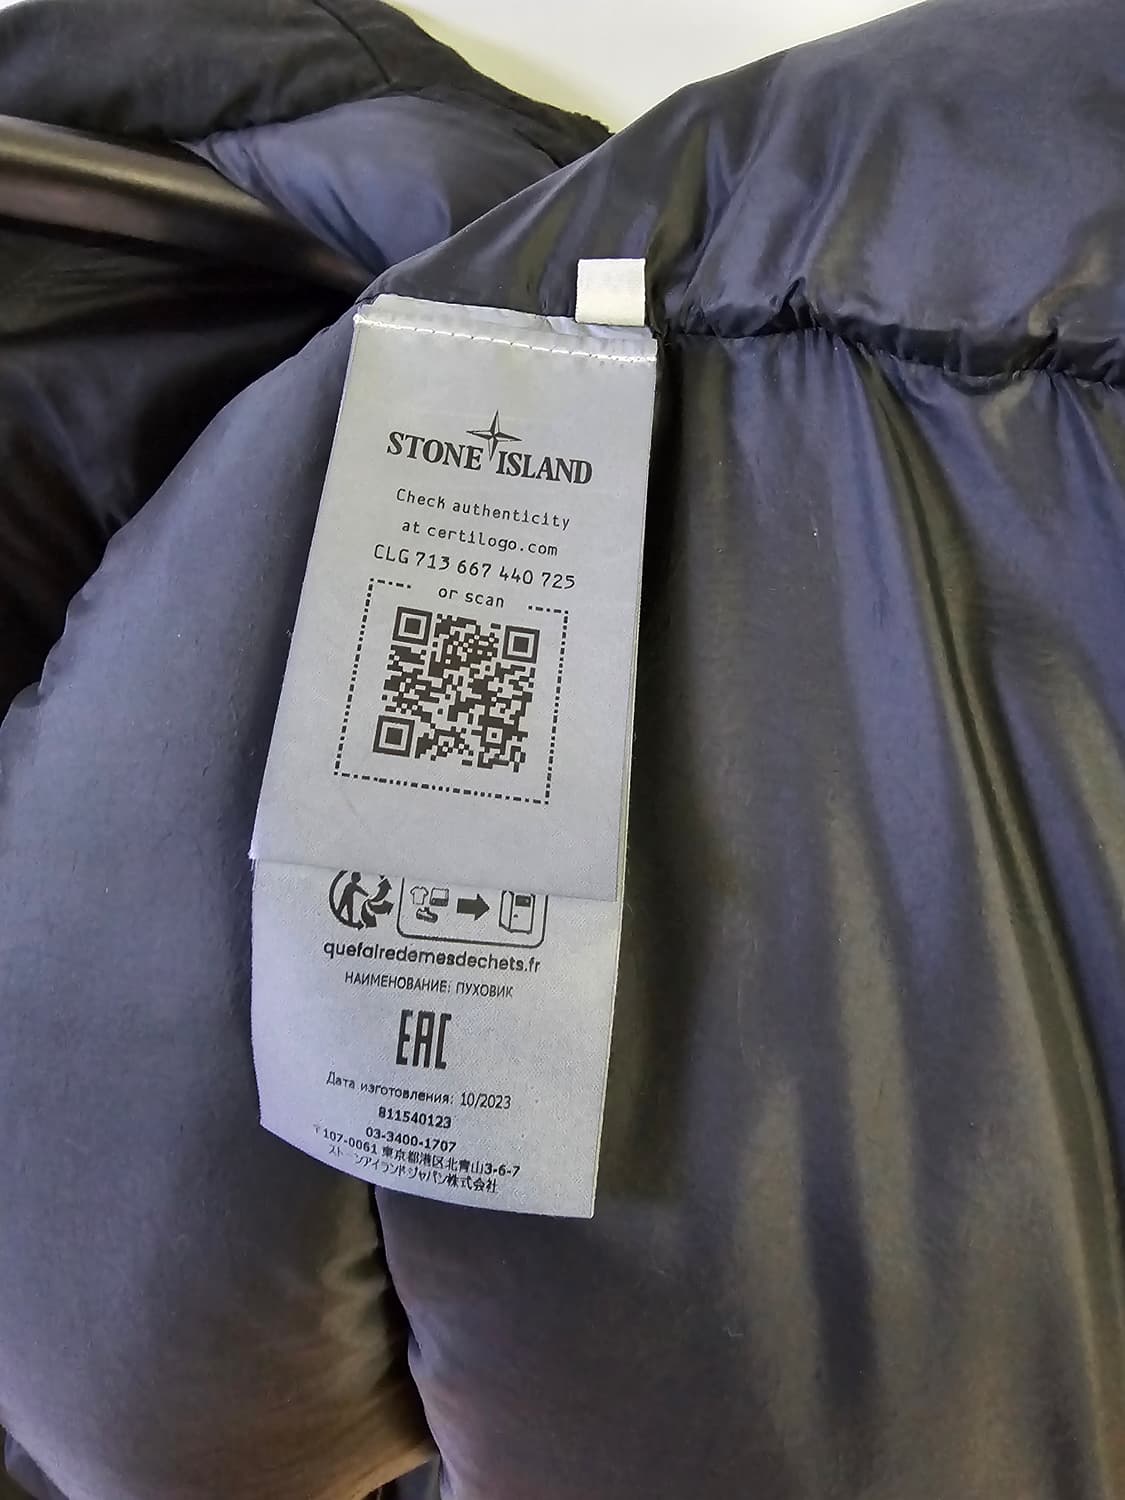 STONE ISLAND
Check authenticity
at certilogo.com
CLG 713 667 440 725
or scan
quefairedemesdechets.fr
НАИМЕНОВАНИЕ: ПУХОВИК
EAC
Дата изготовления: 10/2023
811540123
03-3400-1707
〒107-0061 東京都港区北青山3-6-7
ストーンアイランドジャパン株式会社